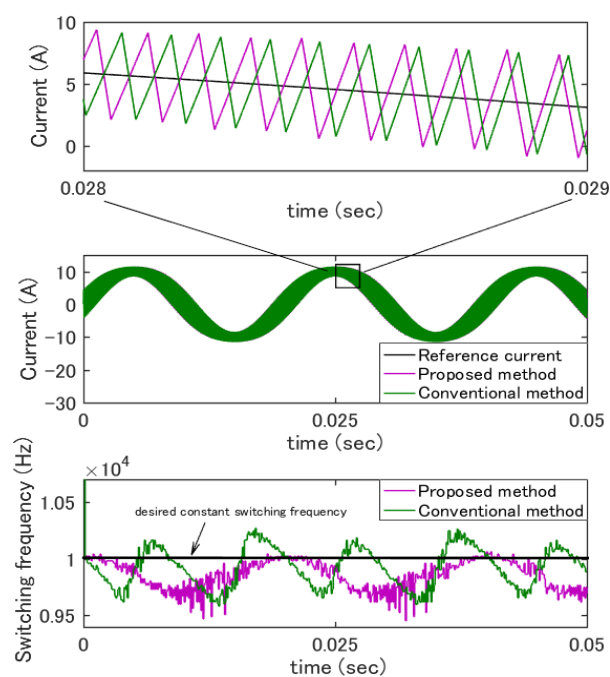 10
5
0
Current (A)
0.028
0.029
time (sec)
10
0
-10
-20
-30
Current (A)
Reference current
Proposed method
Conventional method
0
0.025
0.05
time (sec)
× 10⁴
1.05
1
0.95
Switching frequency (Hz)
desired constant switching frequency
Proposed method
Conventional method
0
0.025
0.05
time (sec)